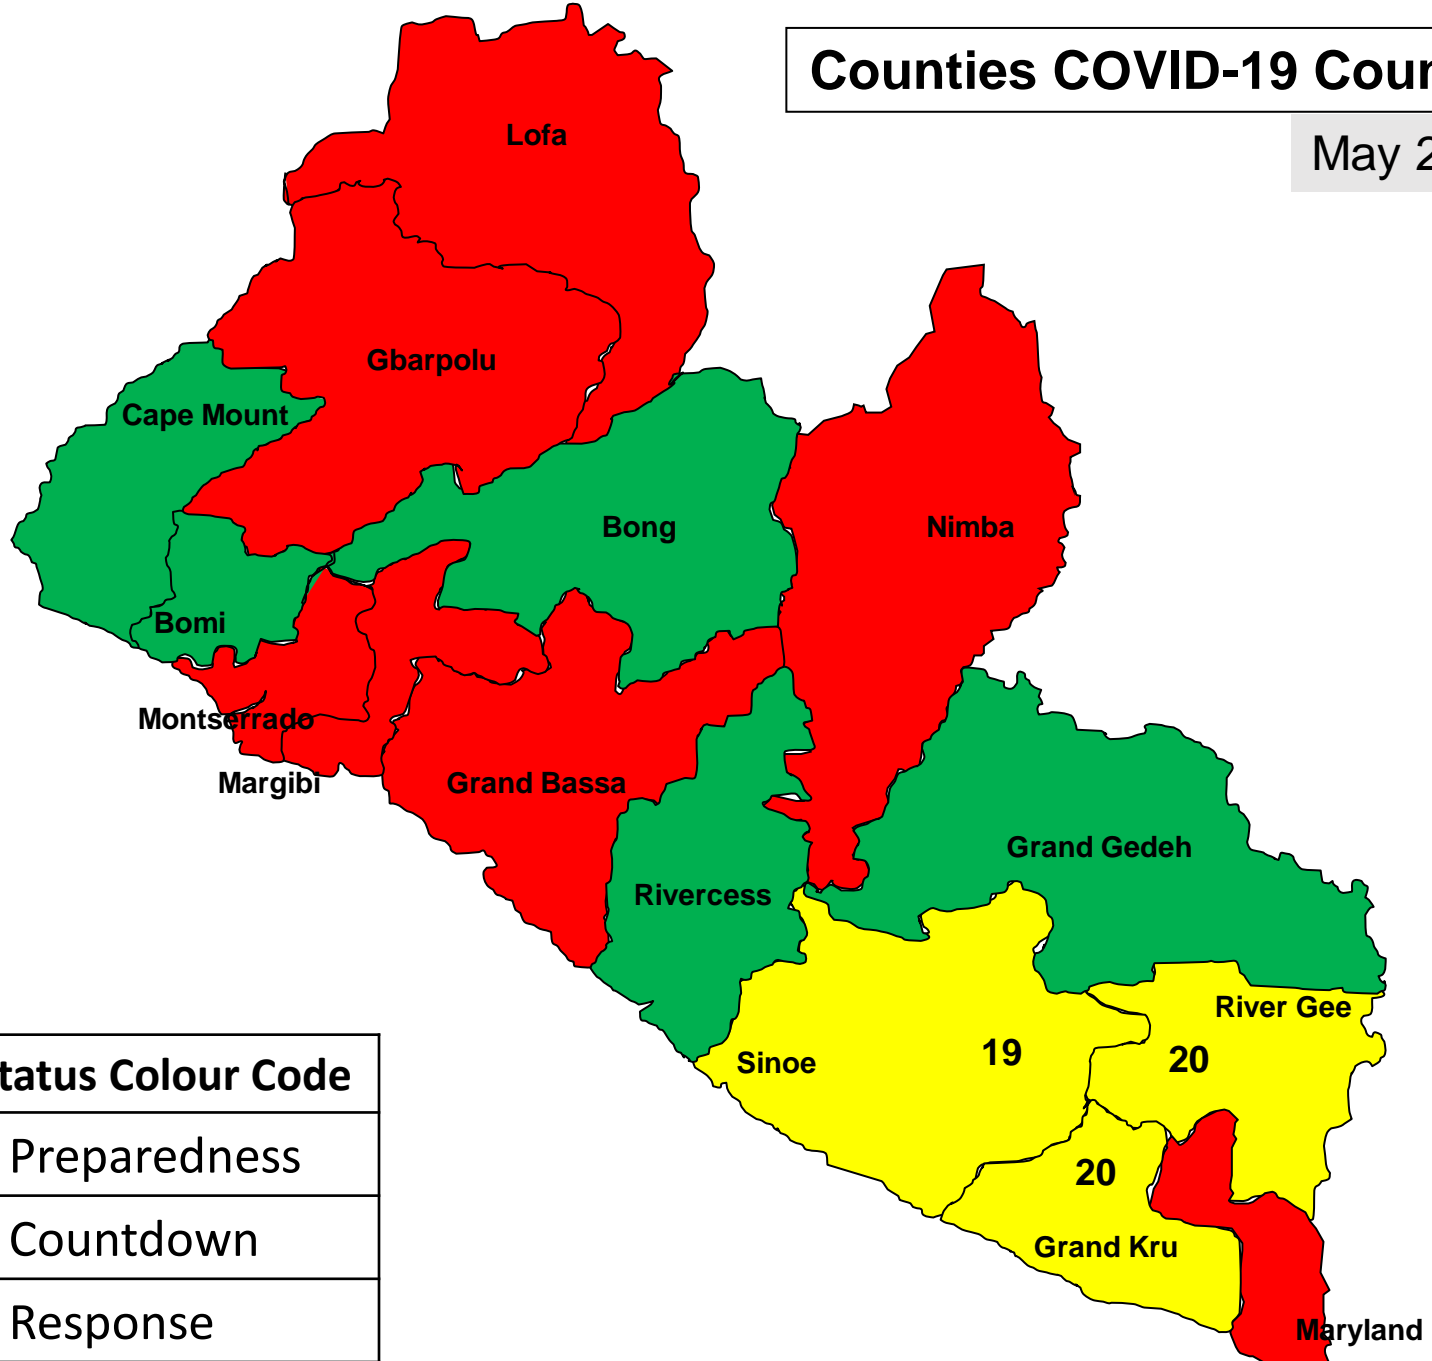 Counties COVID-19 Coun
May 2
Lofa
Gbarpolu
Cape Mount
Bong
Nimba
Bomi
Montserrado
Margibi
Grand Bassa
Grand Gedeh
Rivercess
River Gee
Sinoe
19
20
20
Grand Kru
Maryland
tatus Colour Code
Preparedness
Countdown
Response